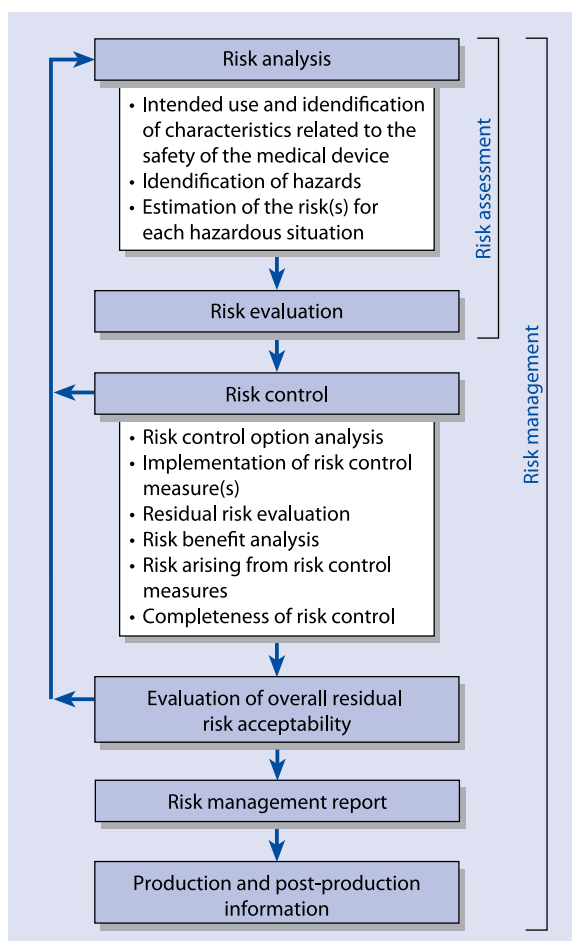 Risk analysis
• Intended use and idendification
of characteristics related to the
safety of the medical device
• Idendification of hazards
• Estimation of the risk(s) for
each hazardous situation
Risk evaluation
Risk assessment
Risk control
• Risk control option analysis
• Implementation of risk control
measure(s)
• Residual risk evaluation
• Risk benefit analysis
• Risk arising from risk control
measures
• Completeness of risk control
Evaluation of overall residual
risk acceptability
Risk management report
Production and post-production
information
Risk management